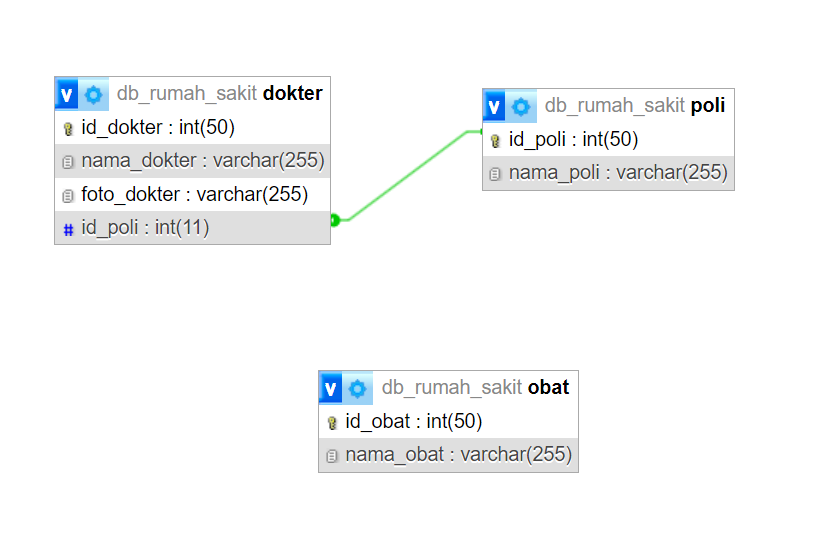 v db_rumah_sakit dokter
id_dokter : int(50)
nama_dokter : varchar(255)
foto_dokter : varchar(255)
# id_poli : int(11)
v db_rumah_sakit poli
id_poli : int(50)
nama_poli : varchar(255)
v db_rumah_sakit obat
id_obat : int(50)
nama_obat : varchar(255)